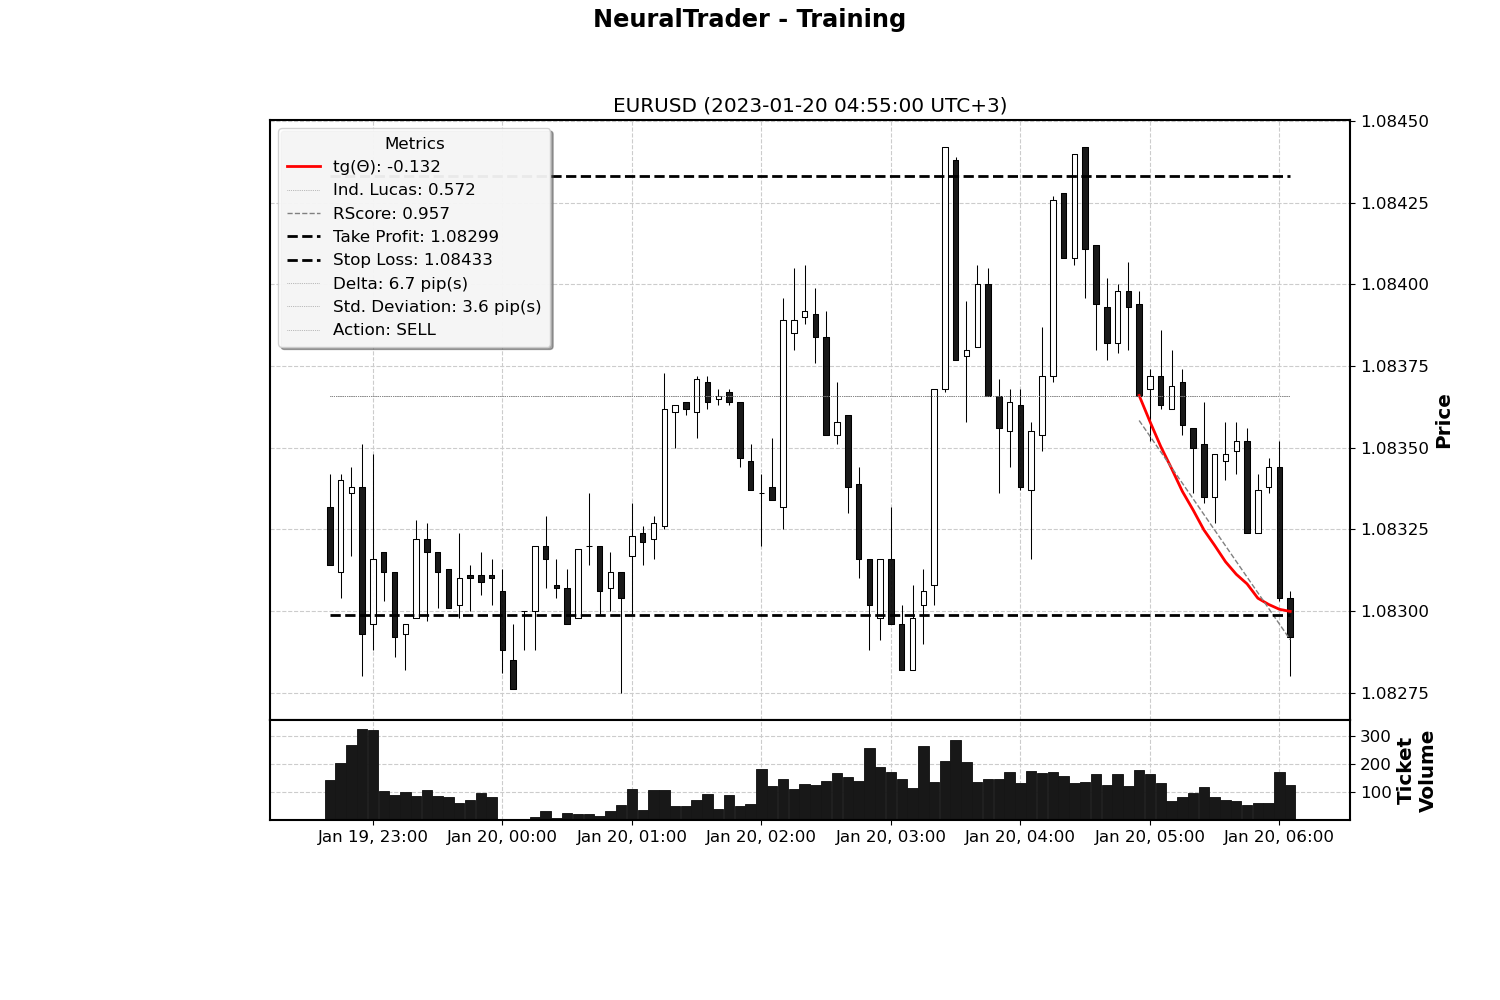 NeuralTrader - Training
EURUSD (2023-01-20 04:55:00 UTC+3)
Metrics
tg(Θ): -0.132
Ind. Lucas: 0.572
RScore: 0.957
Take Profit: 1.08299
Stop Loss: 1.08433
Delta: 6.7 pip(s)
Std. Deviation: 3.6 pip(s)
Action: SELL
1.08450
1.08425
1.08400
1.08375
1.08350
1.08325
1.08300
1.08275
Price
300
200
100
Ticket
Volume
Jan 19, 23:00
Jan 20, 00:00
Jan 20, 01:00
Jan 20, 02:00
Jan 20, 03:00
Jan 20, 04:00
Jan 20, 05:00
Jan 20, 06:00